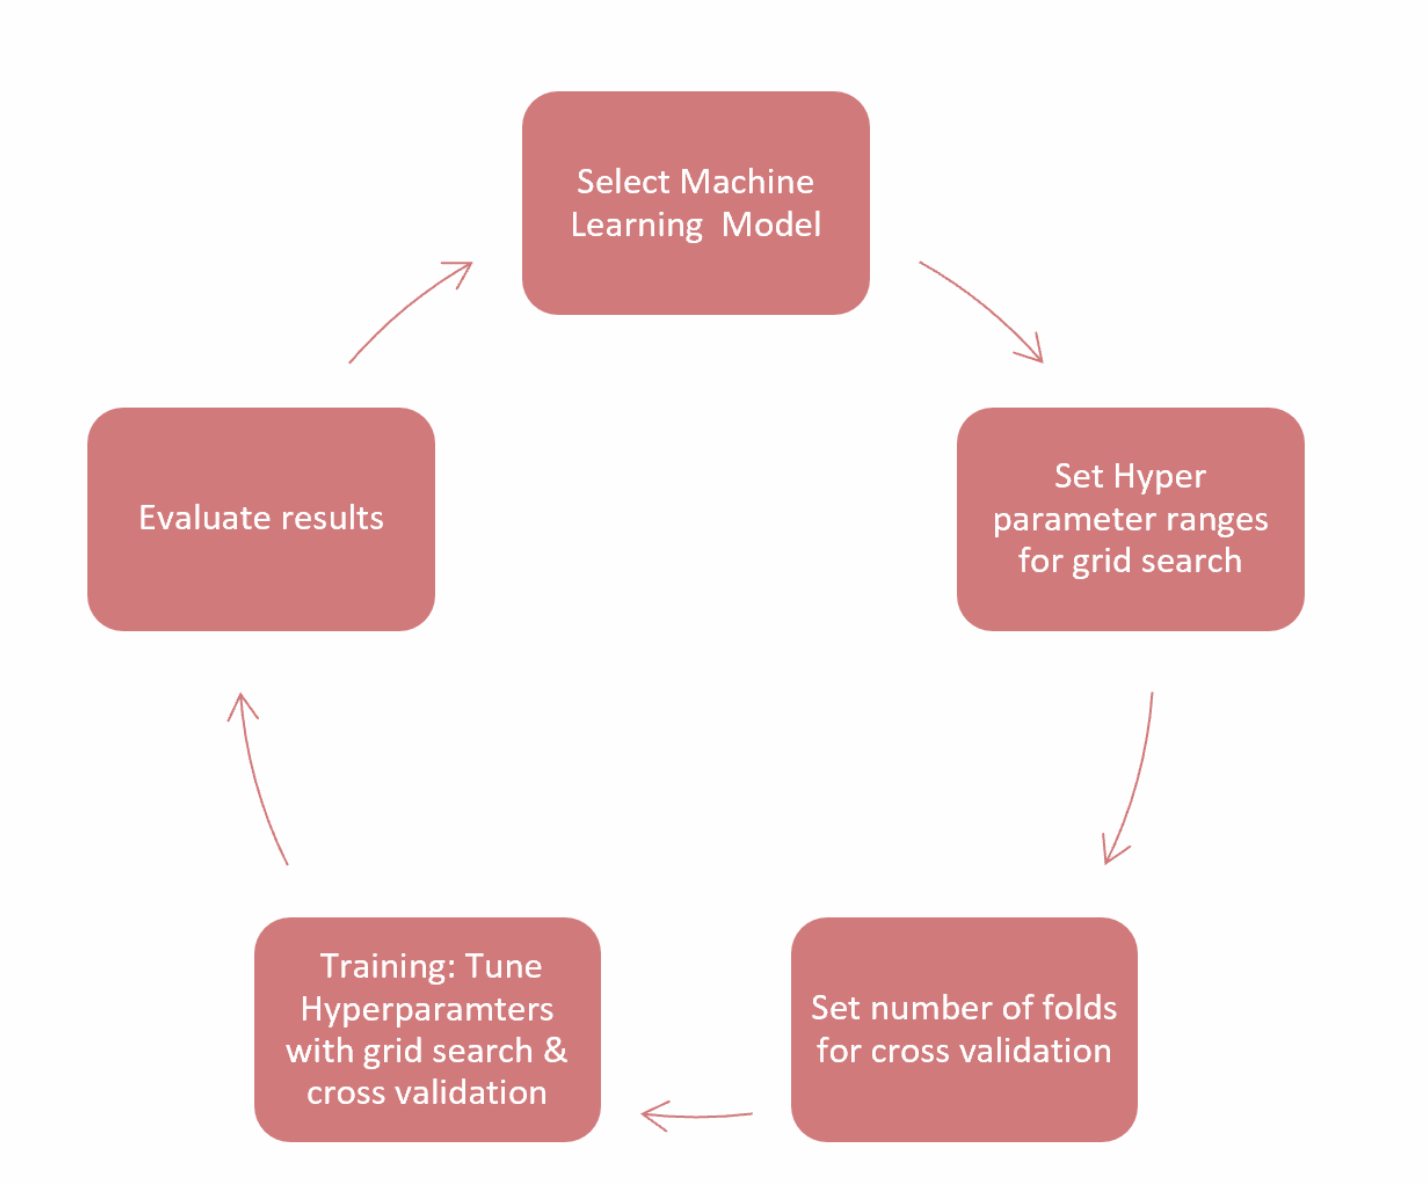 Select Machine
Learning  Model
Set Hyper
parameter ranges
for grid search
Set number of folds
for cross validation
Training: Tune
Hyperparamters
with grid search &
cross validation
Evaluate results